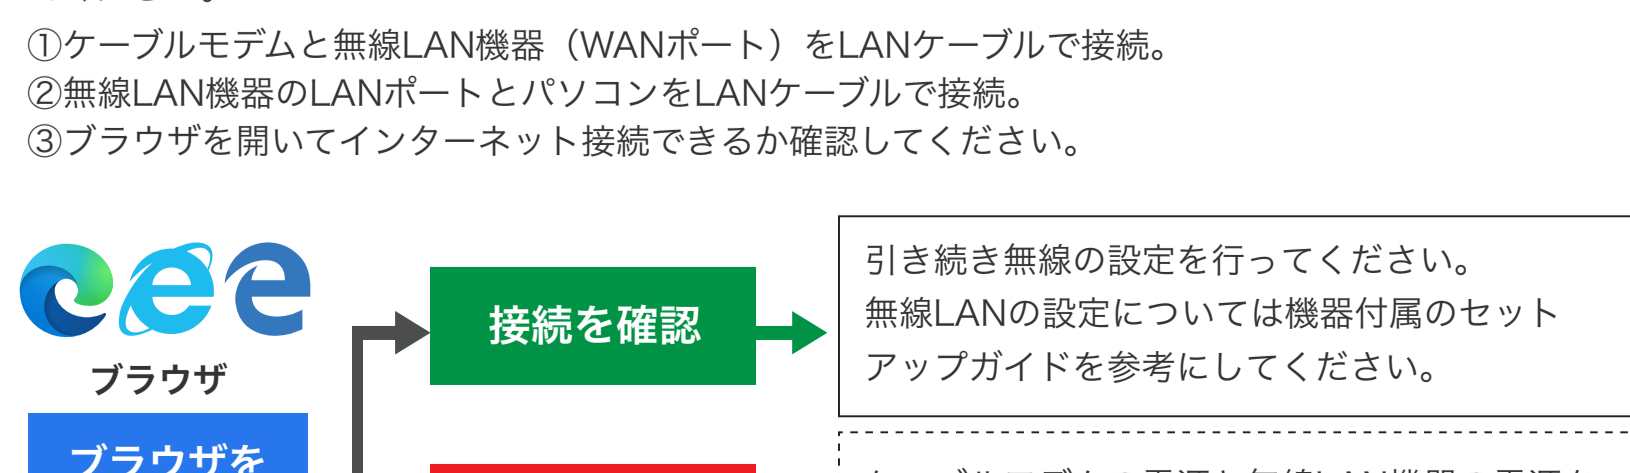 ①ケーブルモデムと無線LAN機器（WANポート）をLANケーブルで接続。
②無線LAN機器のLANポートとパソコンをLANケーブルで接続。
③ブラウザを開いてインターネット接続できるか確認してください。
引き続き無線の設定を行ってください。
無線LANの設定については機器付属のセット
アップガイドを参考にしてください。
接続を確認
ブラウザ
ブラウザを